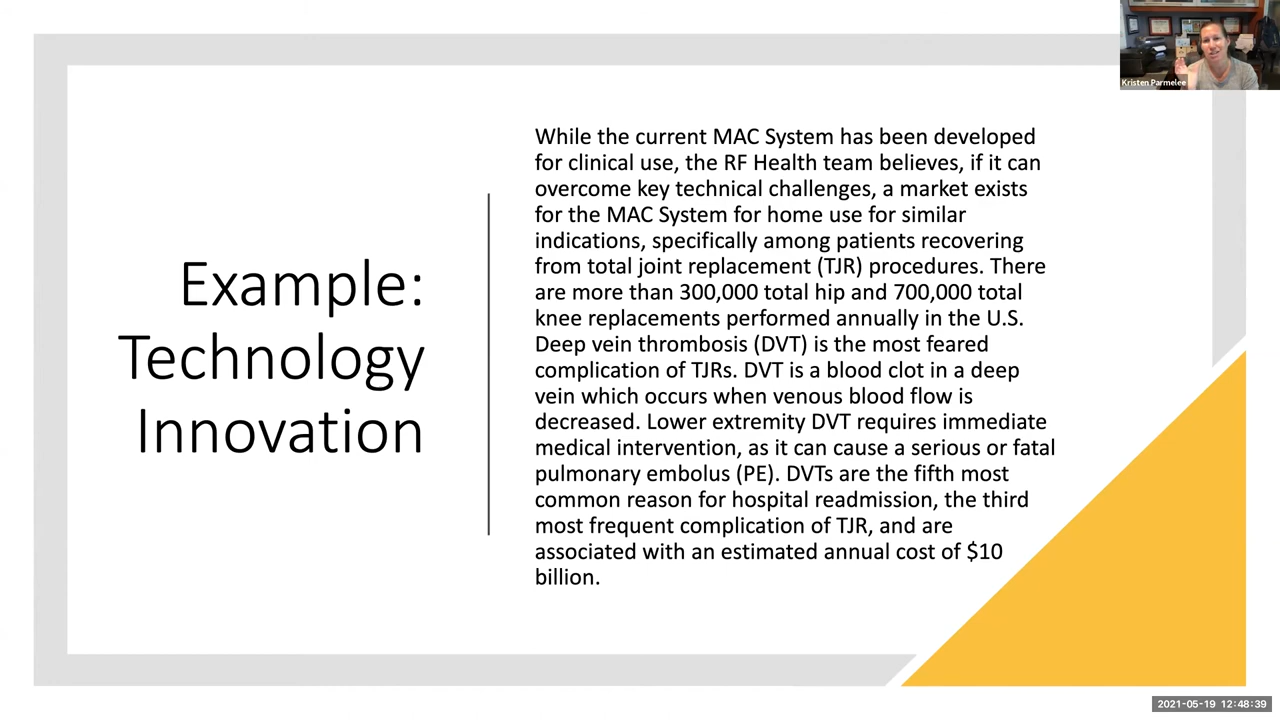 Kristen Parmelee
Example:
Technology
Innovation
While the current MAC System has been developed
for clinical use, the RF Health team believes, if it can
overcome key technical challenges, a market exists
for the MAC System for home use for similar
indications, specifically among patients recovering
from total joint replacement (TJR) procedures. There
are more than 300,000 total hip and 700,000 total
knee replacements performed annually in the U.S.
Deep vein thrombosis (DVT) is the most feared
complication of TJRs. DVT is a blood clot in a deep
vein which occurs when venous blood flow is
decreased. Lower extremity DVT requires immediate
medical intervention, as it can cause a serious or fatal
pulmonary embolus (PE). DVTs are the fifth most
common reason for hospital readmission, the third
most frequent complication of TJR, and are
associated with an estimated annual cost of $10
billion.
2021-05-19 12:48:39